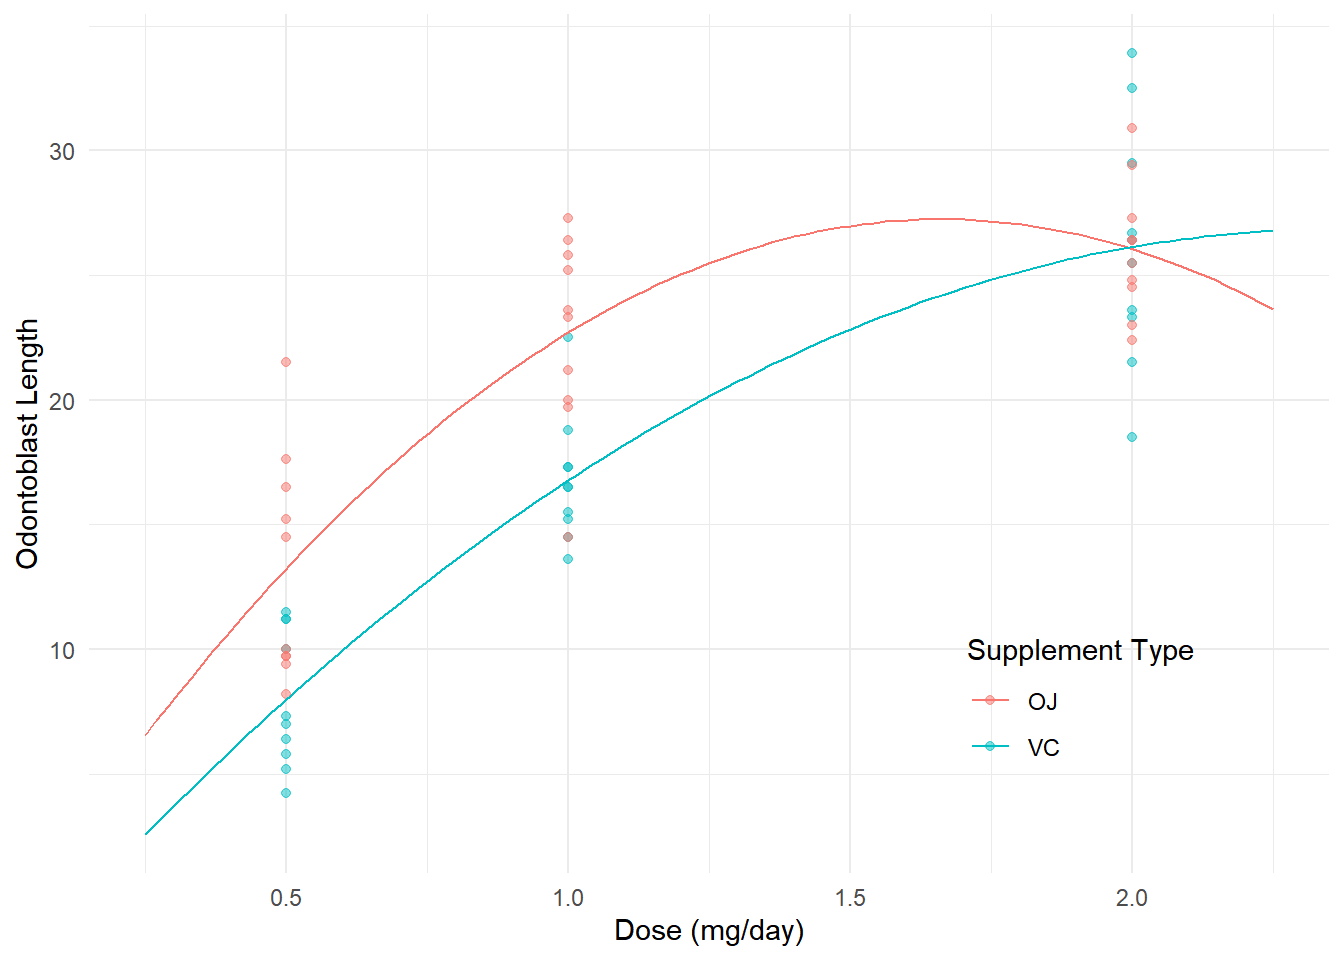 30
20
10
Odontoblast Length
Supplement Type
OJ
VC
0.5 1.0 1.5 2.0
Dose (mg/day)